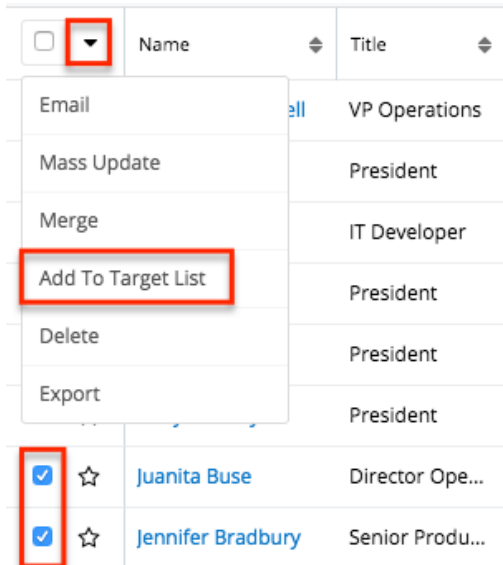 Name Title
Email ell VP Operations
Mass Update President
Merge IT Developer
Add To Target List President
Delete President
Export President
Juanita Buse Director Ope...
Jennifer Bradbury Senior Produ...